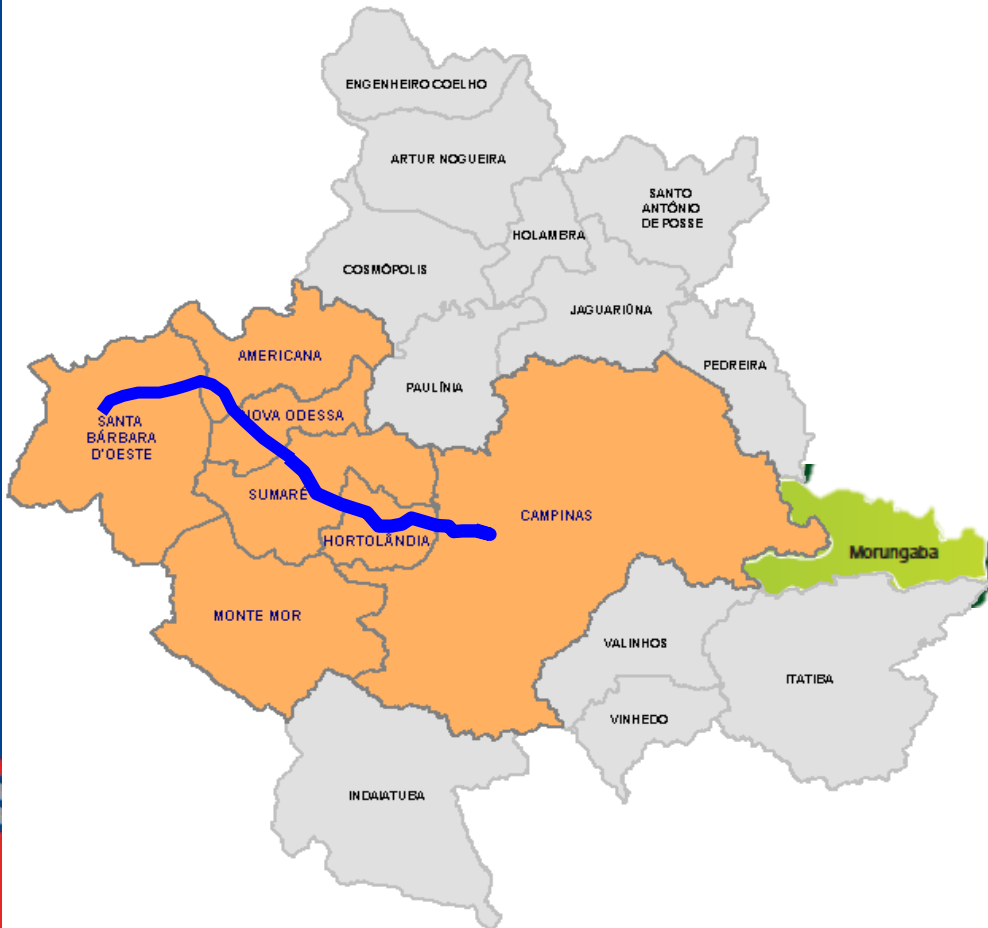 ENGENHEIRO COELHO
ARTUR NOGUEIRA
SANTO
ANTÔNIO
DE POSSE
HOLAMBRA
COSMÓPOLIS
JAGUARIÚNA
AMERICANA
PEDREIRA
PAULÍNIA
NOVA ODESSA
SANTA
BÁRBARA
D'OESTE
SUMARÉ
CAMPINAS
HORTOLÂNDIA
Morungaba
MONTE MOR
VALINHOS
ITATIBA
VINHEDO
INDAIATUBA